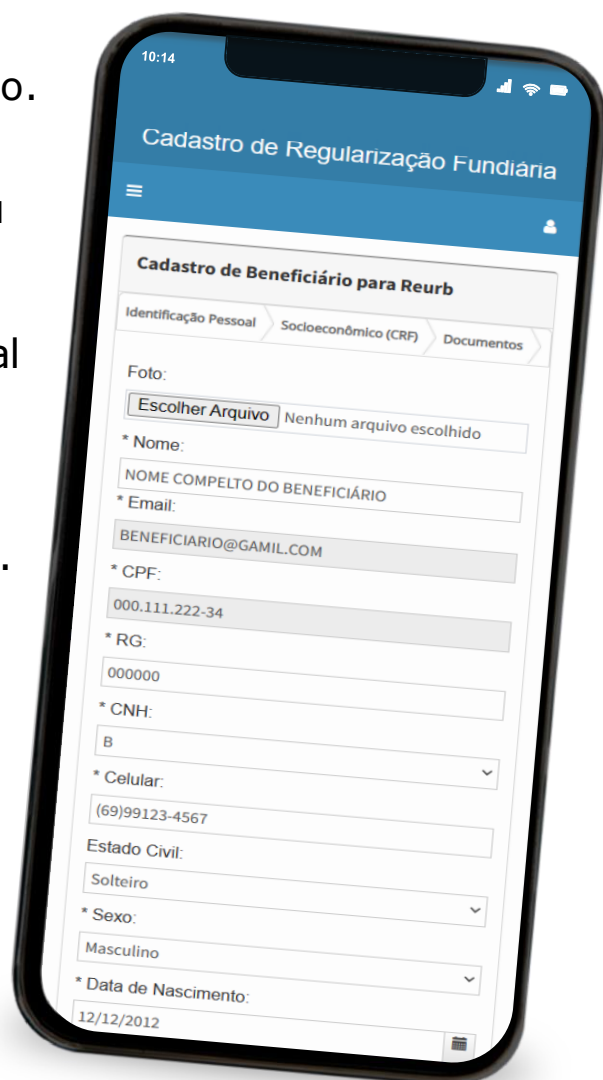 o.
al
.
10:14
Cadastro de Regularização Fundiária
Cadastro de Beneficiário para Reurb
Identificação Pessoal Socioeconômico (CRF) Documentos
Foto:
Escolher Arquivo Nenhum arquivo escolhido
* Nome:
NOME COMPELTO DO BENEFICIÁRIO
* Email:
BENEFICIARIO@GAMIL.COM
* CPF:
000.111.222-34
* RG:
000000
* CNH:
B
* Celular:
(69)99123-4567
Estado Civil:
Solteiro
* Sexo:
Masculino
* Data de Nascimento:
12/12/2012